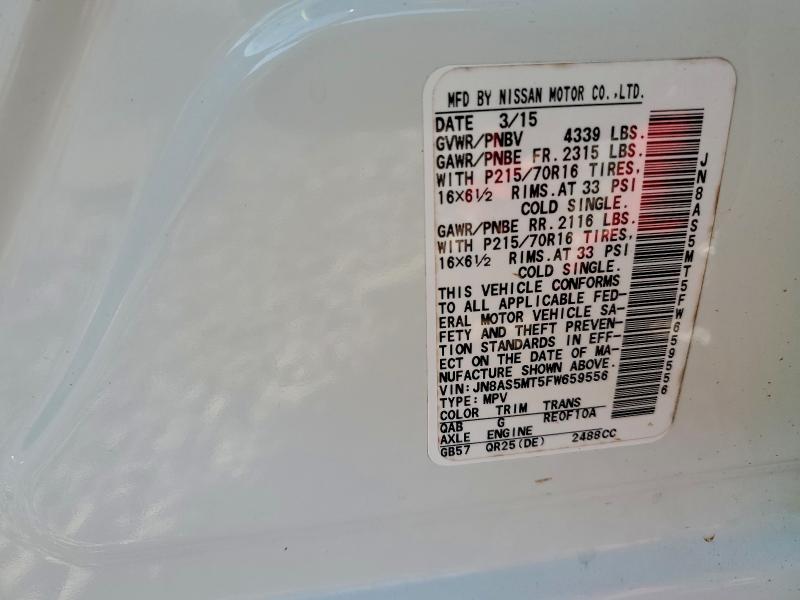 MFD BY NISSAN MOTOR CO.,LTD.
DATE 3/15
GVWR/PNBV 4339 LBS.
GAWR/PNBE FR. 2315 LBS.
WITH P215/70R16 TIRES,
16×6½ RIMS. AT 33 PSI
COLD SINGLE.
GAWR/PNBE RR. 2116 LBS.
WITH P215/70R16 TIRES,
16×6½ RIMS. AT 33 PSI
COLD SINGLE.
THIS VEHICLE CONFORMS
TO ALL APPLICABLE FED-
ERAL MOTOR VEHICLE SA-
FETY AND THEFT PREVEN-
TION STANDARDS IN EFF-
ECT ON THE DATE OF MA-
NUFACTURE SHOWN ABOVE.
VIN:JN8AS5MT5FW659556
TYPE:MPV
COLOR TRIM TRANS
QAB G RE0F10A
AXLE ENGINE
GB57 QR25(DE) 2488CC
JN8AS5MT5FW659556